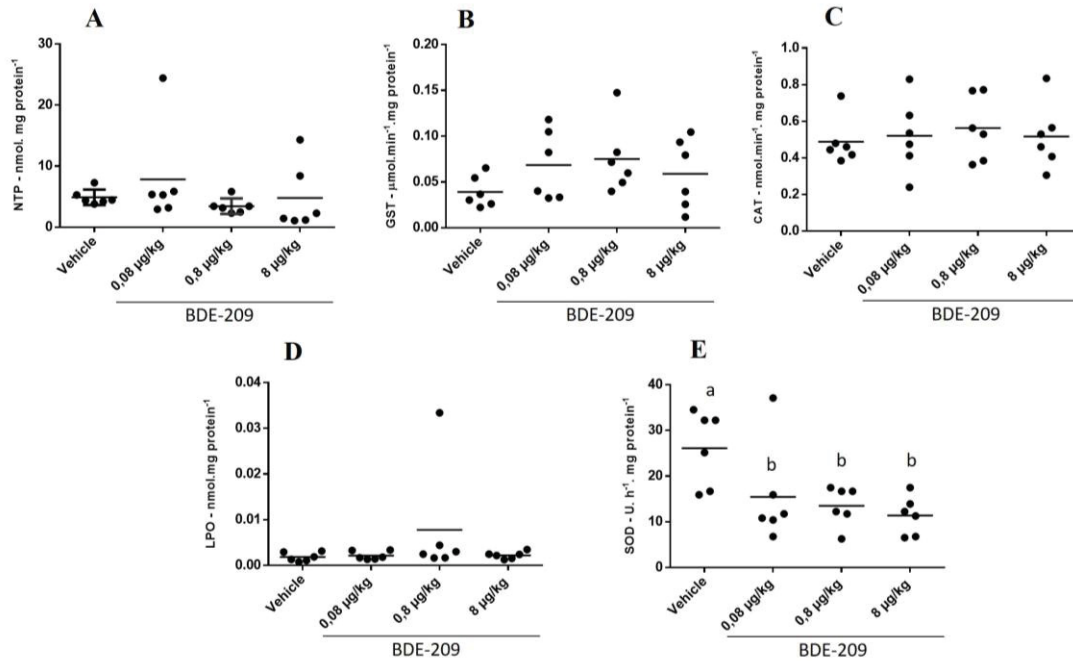 A
NTP - nmol. mg protein⁻¹
30
20
10
0
Vehicle
0,08 µg/kg
0,8 µg/kg
8 µg/kg
BDE-209
B
GST - µmol.min⁻¹.mg protein⁻¹
0.20
0.15
0.10
0.05
0.00
Vehicle
0,08 µg/kg
0,8 µg/kg
8 µg/kg
BDE-209
C
CAT - nmol.min⁻¹. mg protein⁻¹
1.0
0.8
0.6
0.4
0.2
0.0
Vehicle
0,08 µg/kg
0,8 µg/kg
8 µg/kg
BDE-209
D
LPO - nmol.mg protein⁻¹
0.04
0.03
0.02
0.01
0.00
Vehicle
0,08 µg/kg
0,8 µg/kg
8 µg/kg
BDE-209
E
SOD - U. h⁻¹. mg protein⁻¹
40
30
20
10
0
a
b
b
b
Vehicle
0,08 µg/kg
0,8 µg/kg
8 µg/kg
BDE-209